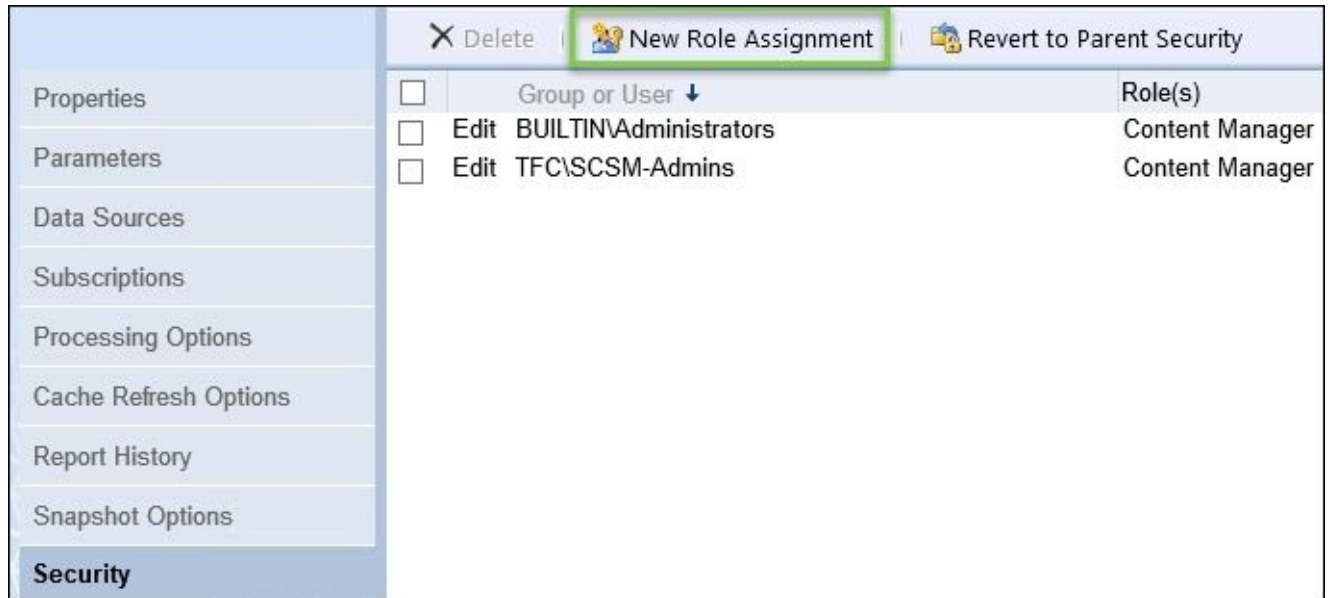 Delete New Role Assignment Revert to Parent Security
Properties
Parameters
Data Sources
Subscriptions
Processing Options
Cache Refresh Options
Report History
Snapshot Options
Security
Group or User Role(s)
Edit BUILTIN\Administrators Content Manager
Edit TFC\SCSM-Admins Content Manager